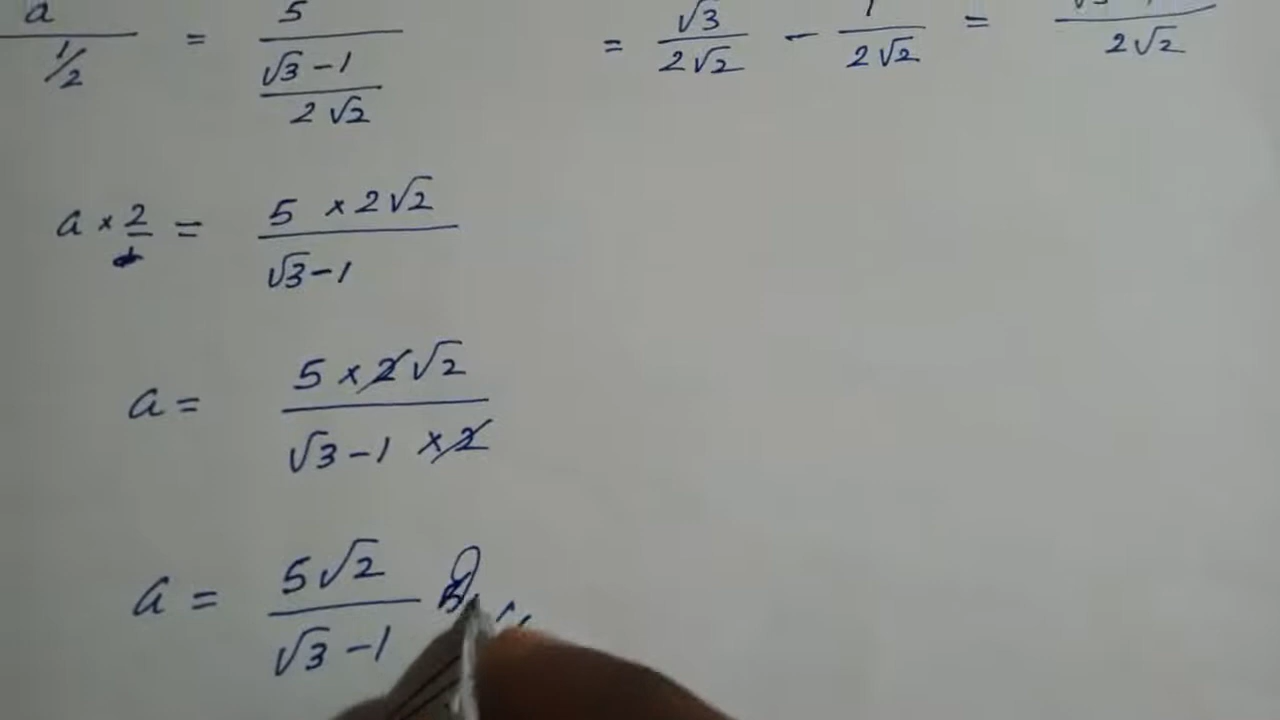 a / 1/2 = 5 / ((√3 - 1) / 2√2)
= √3 / 2√2 - 1 / 2√2 = / 2√2
a × 2 = 5 × 2√2 / √3 - 1
a = 5 × 2√2 / √3 - 1 × 2
a = 5√2 / √3 - 1